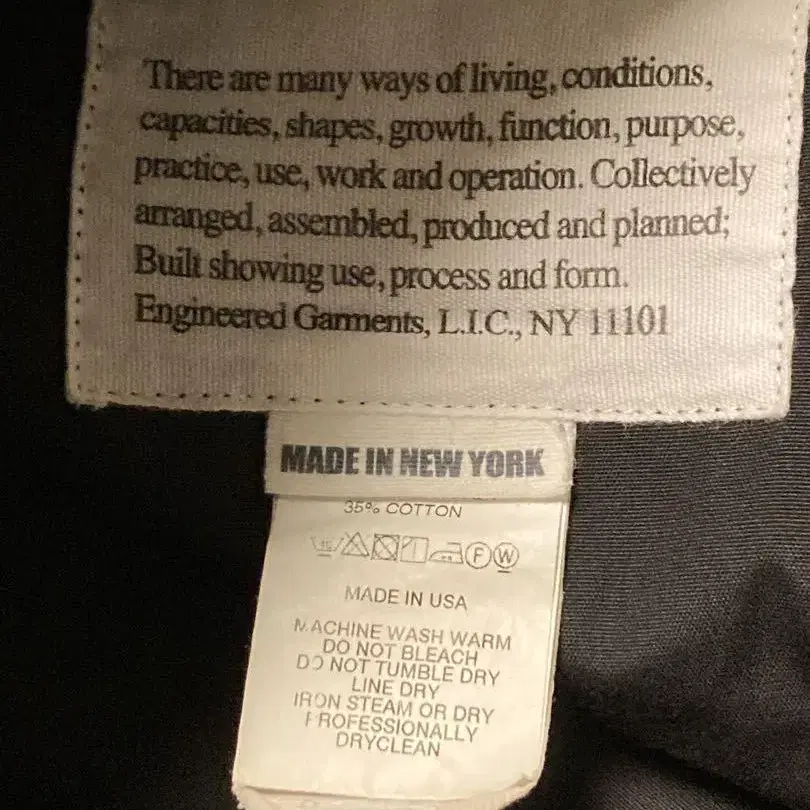 There are many ways of living, conditions,
capacities, shapes, growth, function, purpose,
practice, use, work and operation. Collectively
arranged, assembled, produced and planned;
Built showing use, process and form.
Engineered Garments, L.I.C., NY 11101
MADE IN NEW YORK
35% COTTON
F W
MADE IN USA
MACHINE WASH WARM
DO NOT BLEACH
DO NOT TUMBLE DRY
LINE DRY
IRON STEAM OR DRY
PROFESSIONALLY
DRYCLEAN